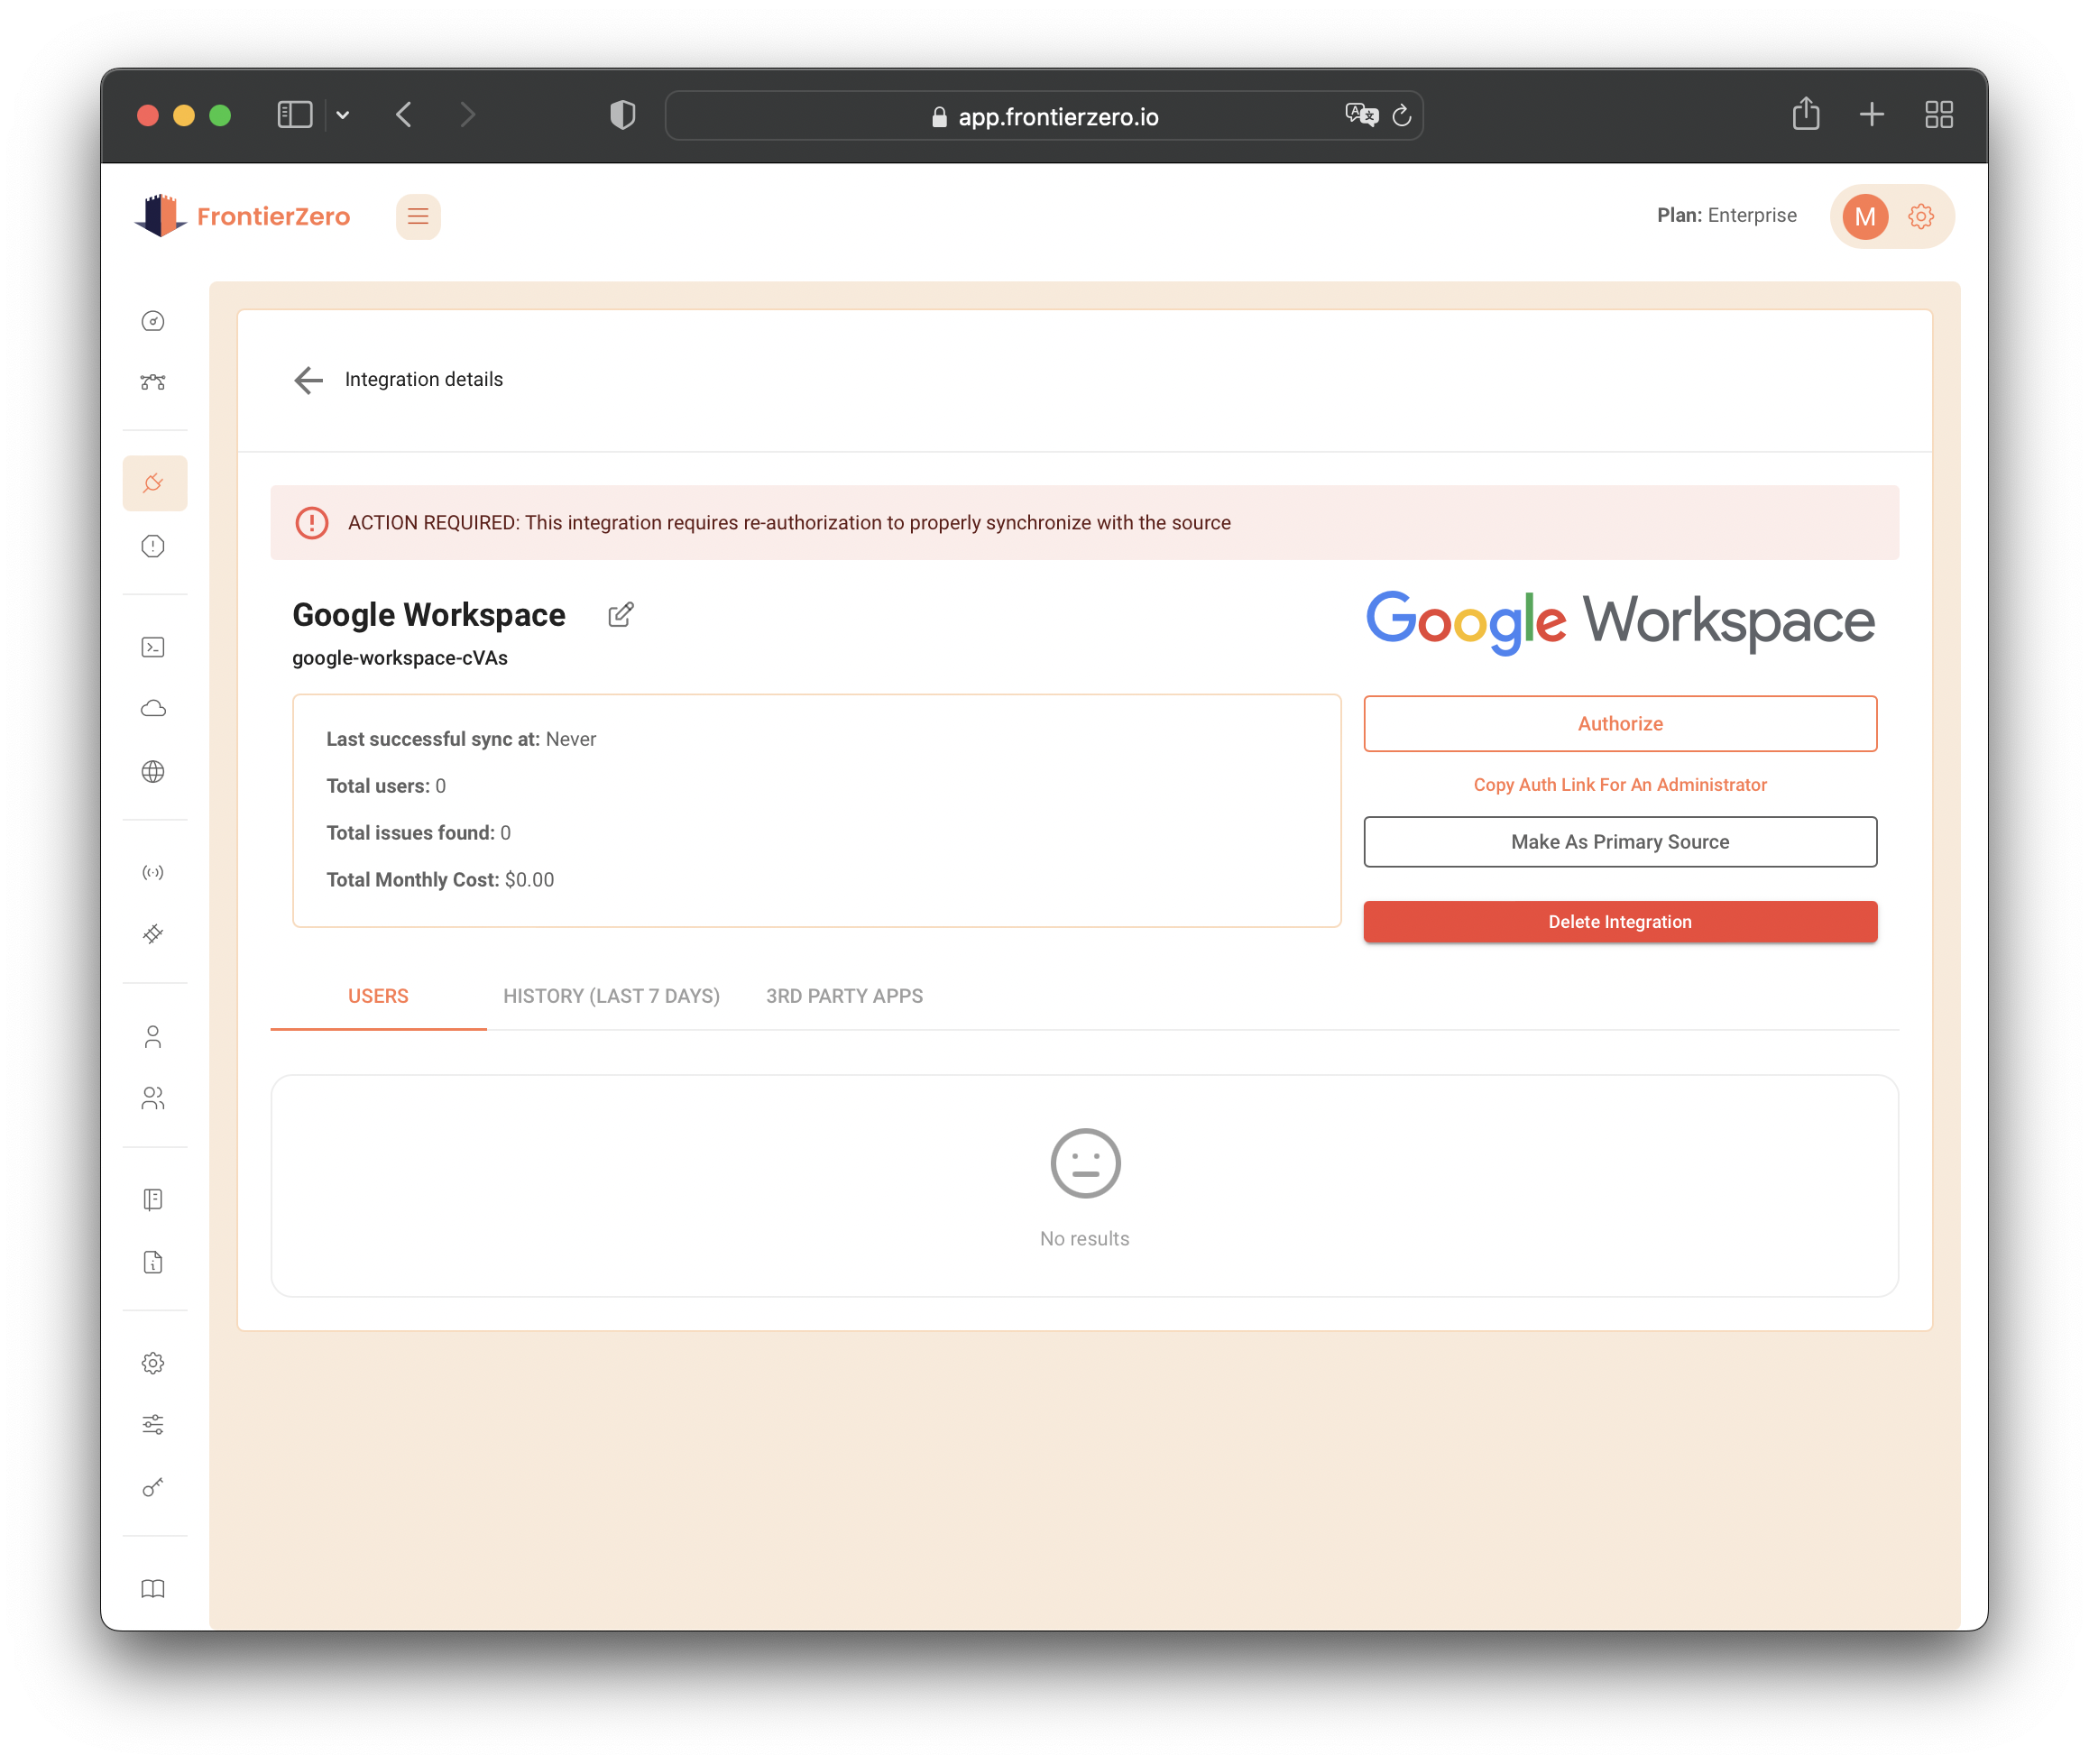 app.frontierzero.io
FrontierZero
Plan: Enterprise
M
Integration details
ACTION REQUIRED: This integration requires re-authorization to properly synchronize with the source
Google Workspace
google-workspace-cVAs
Google Workspace
Last successful sync at: Never
Total users: 0
Total issues found: 0
Total Monthly Cost: $0.00
Authorize
Copy Auth Link For An Administrator
Make As Primary Source
Delete Integration
USERS
HISTORY (LAST 7 DAYS)
3RD PARTY APPS
No results